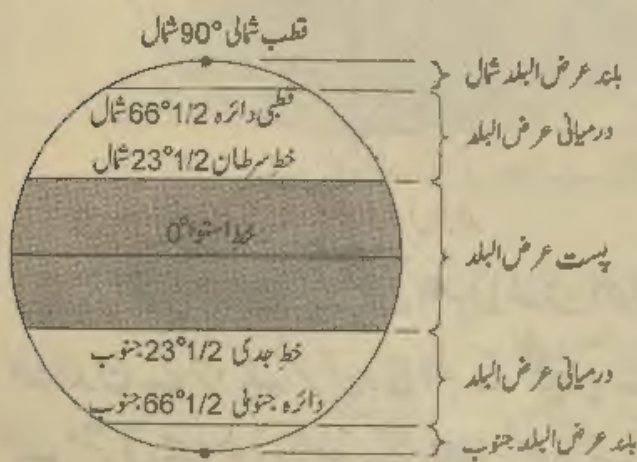 قطب شمالی 90° شمال
بلند عرض البلد شمال
قطبی دائرہ 66°1/2 شمال
درمیانی عرض البلد
خط سرطان 23°1/2 شمال
خط استوا 0°
پست عرض البلد
خط جدی 23°1/2 جنوب
درمیانی عرض البلد
دائرہ جنوبی 66°1/2 جنوب
بلند عرض البلد جنوب